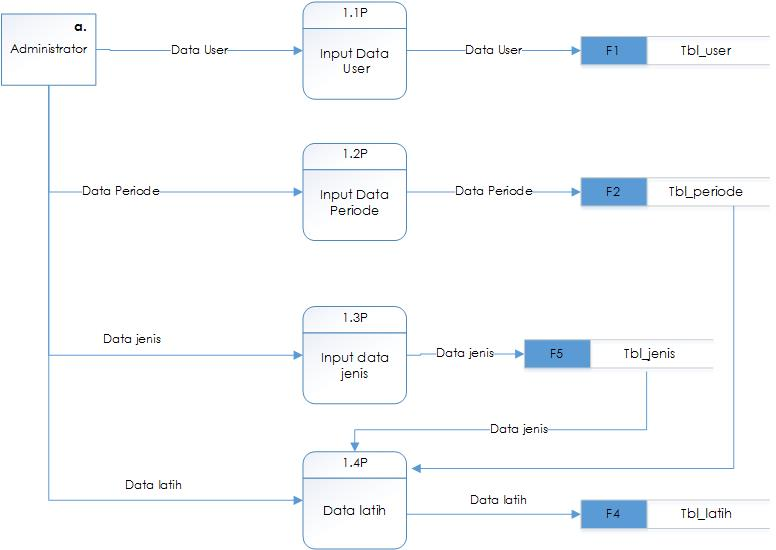 a.
Administrator
Data User
1.1P
Input Data
User
Data User
F1
Tbl_user
Data Periode
1.2P
Input Data
Periode
Data Periode
F2
Tbl_periode
Data jenis
1.3P
Input data
jenis
Data jenis
F5
Tbl_jenis
Data jenis
Data latih
1.4P
Data latih
Data latih
F4
Tbl_latih